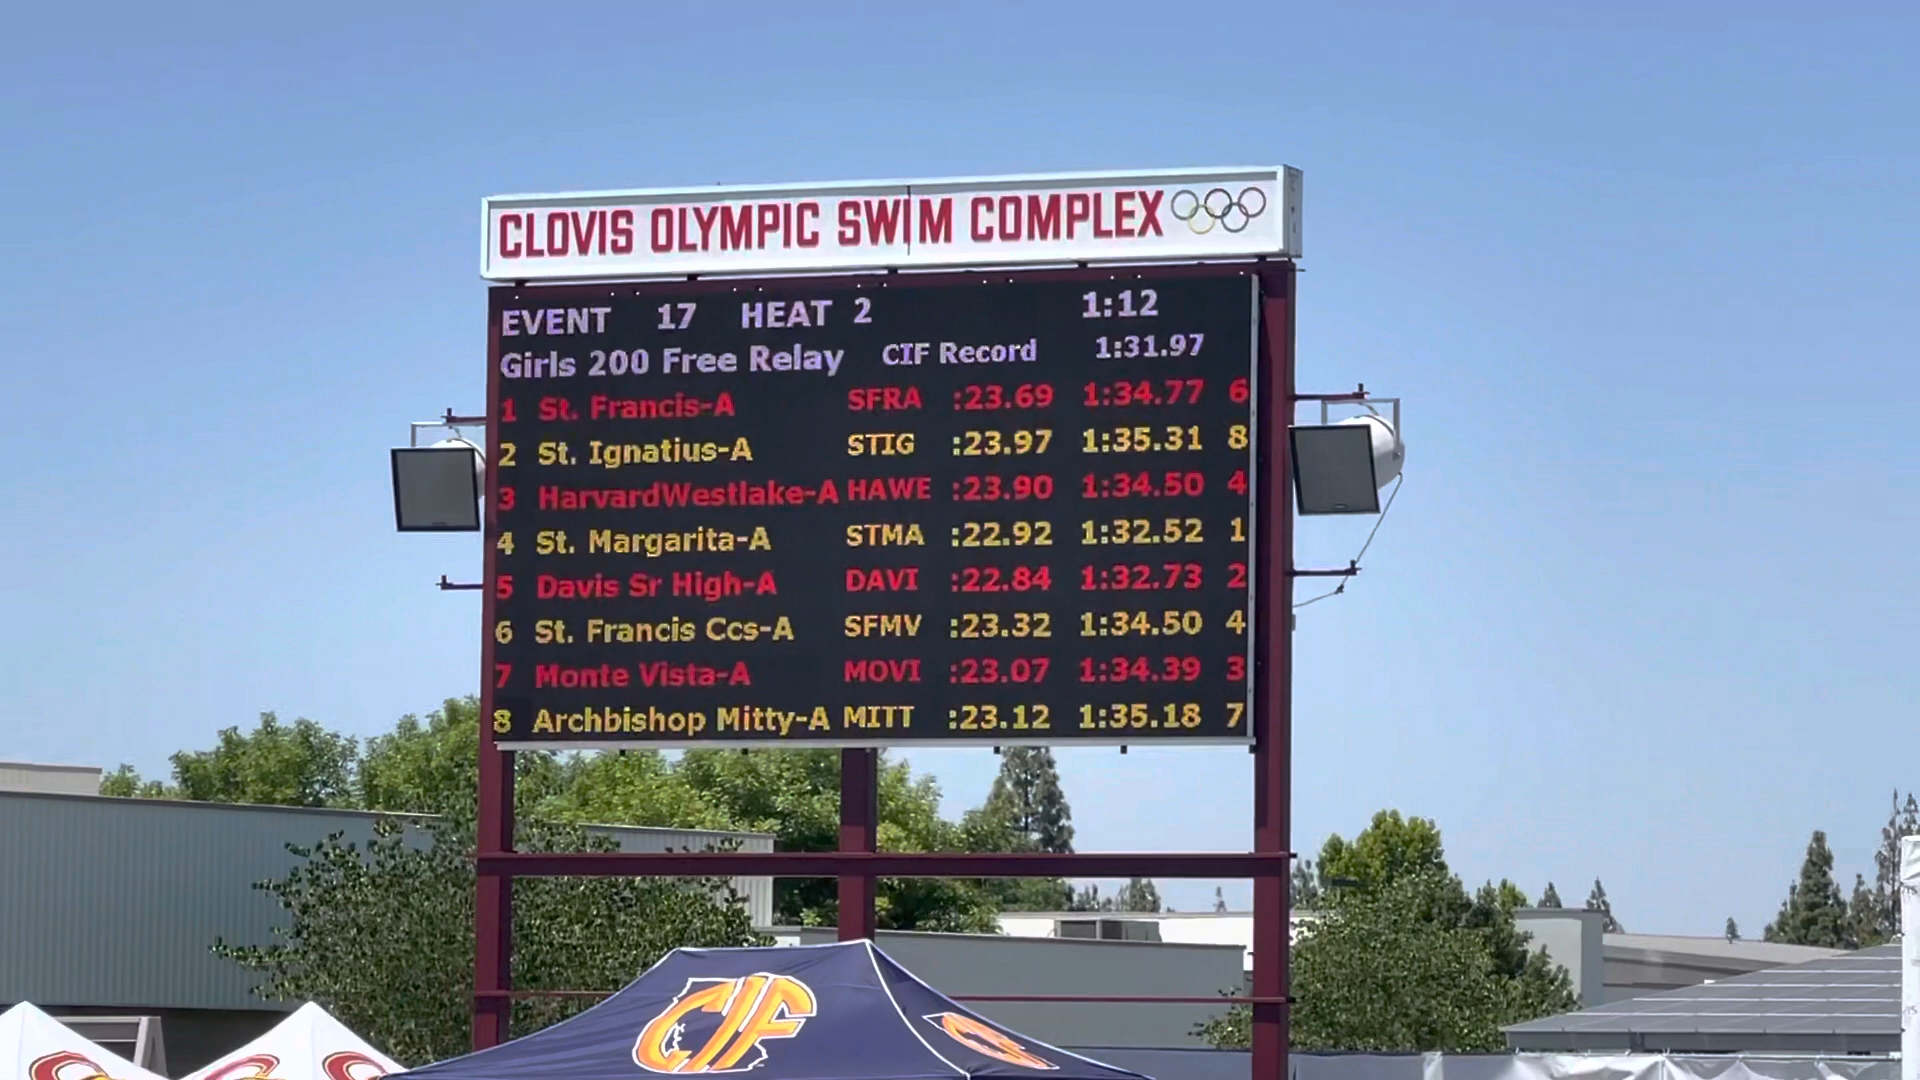 CLOVIS OLYMPIC SWIM COMPLEX
EVENT 17 HEAT 2 1:12
Girls 200 Free Relay CIF Record 1:31.97
1 St. Francis-A SFRA :23.69 1:34.77 6
2 St. Ignatius-A STIG :23.97 1:35.31 8
3 HarvardWestlake-A HAWE :23.90 1:34.50 4
4 St. Margarita-A STMA :22.92 1:32.52 1
5 Davis Sr High-A DAVI :22.84 1:32.73 2
6 St. Francis Ccs-A SFMV :23.32 1:34.50 4
7 Monte Vista-A MOVI :23.07 1:34.39 3
8 Archbishop Mitty-A MITT :23.12 1:35.18 7
CIF